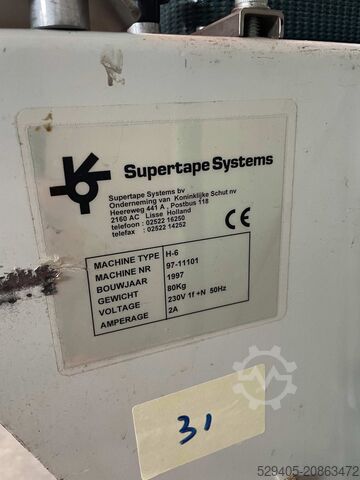 Supertape Systems
Supertape Systems bv
Onderneming van Koninklijke Schut nv
Heereweg 441 A , Postbus 118
2160 AC Lisse Holland
telefoon : 02522 16250
telefax : 02522 14252
CE
MACHINE TYPE H-6
MACHINE NR 97-11101
BOUWJAAR 1997
GEWICHT 80Kg
VOLTAGE 230V 1f +N 50Hz
AMPERAGE 2A
31
529405-20863472